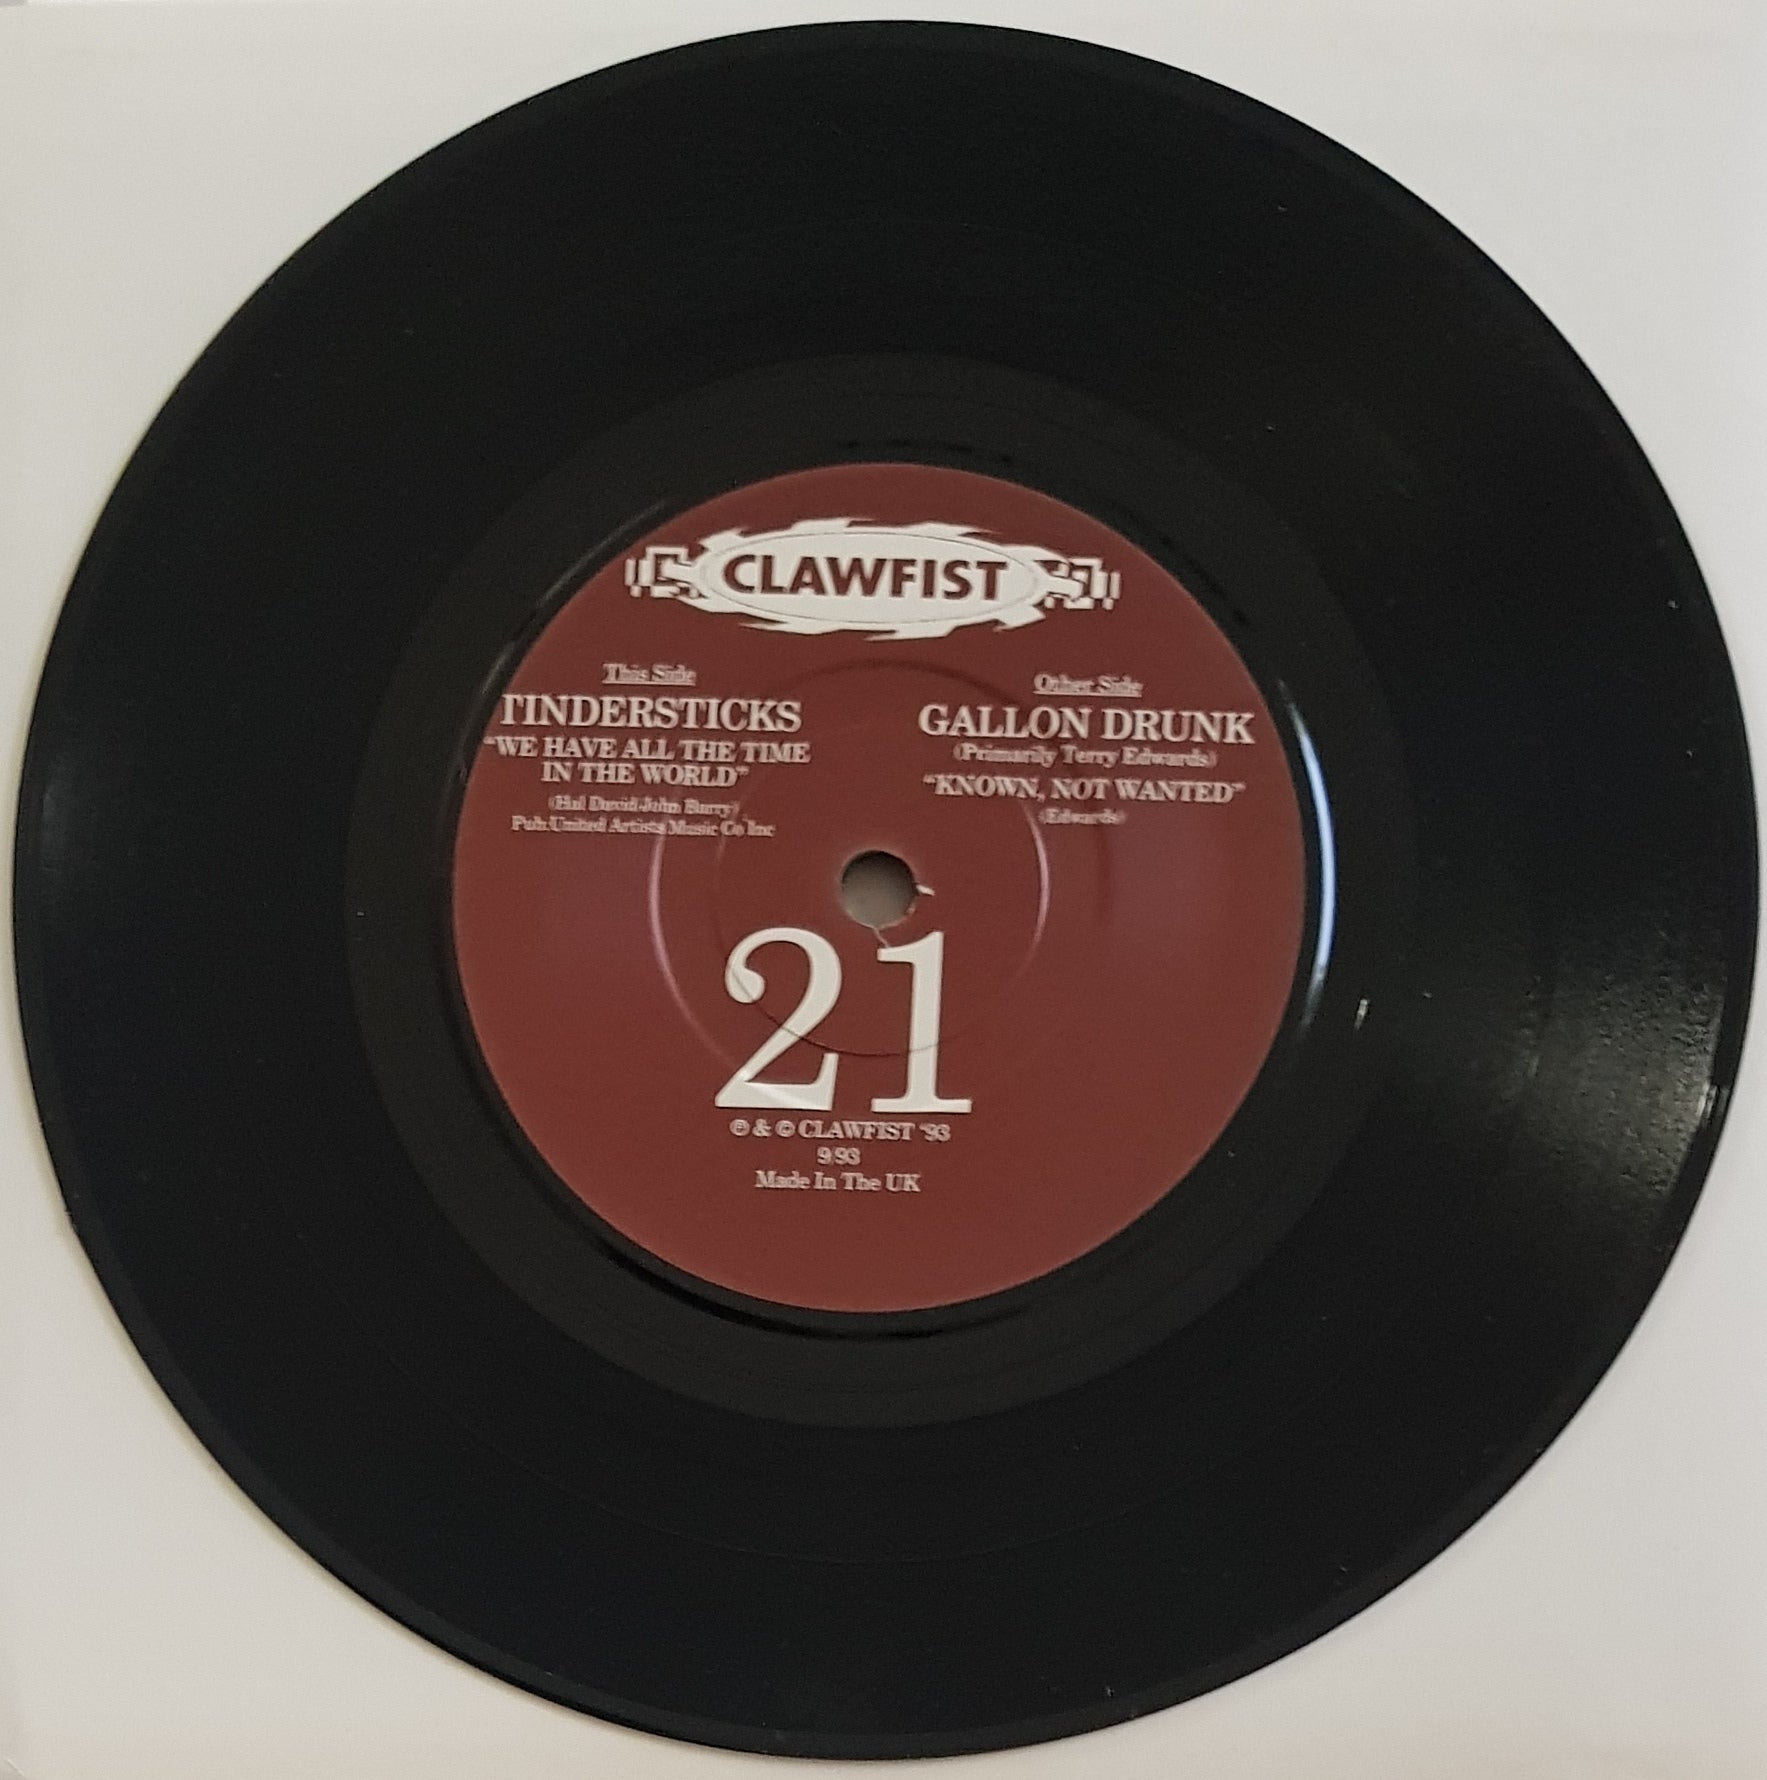 CLAWFIST
This Side
TINDERSTICKS
"WE HAVE ALL THE TIME
IN THE WORLD"
(Hal David/John Barry)
Pub.United Artists Music Co Inc
Other Side
GALLON DRUNK
(Primarily Terry Edwards)
"KNOWN, NOT WANTED"
(Edwards)
21
℗ & © CLAWFIST '93
9/93
Made In The UK